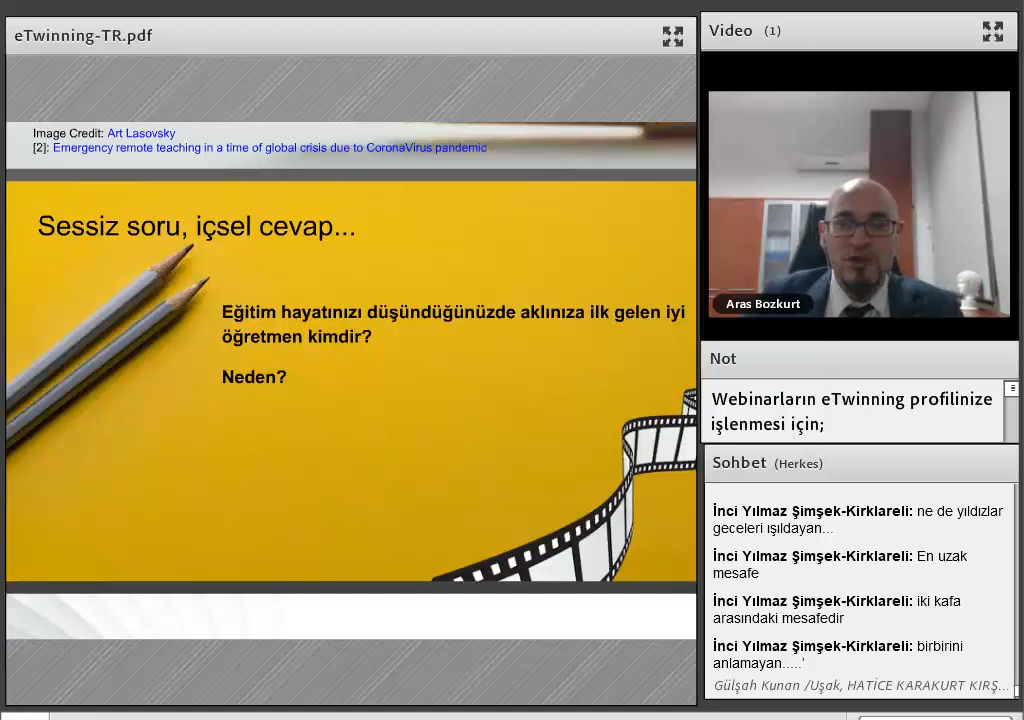 eTwinning-TR.pdf
Image Credit: Art Lasovsky
[2]: Emergency remote teaching in a time of global crisis due to CoronaVirus pandemic
Sessiz soru, içsel cevap...
Eğitim hayatınızı düşündüğünüzde aklınıza ilk gelen iyi
öğretmen kimdir?
Neden?
Video (1)
Aras Bozkurt
Not
Webinarların eTwinning profilinize
işlenmesi için;
Sohbet (Herkes)
İnci Yılmaz Şimşek-Kirklareli: ne de yıldızlar
geceleri ışıldayan...
İnci Yılmaz Şimşek-Kirklareli: En uzak
mesafe
İnci Yılmaz Şimşek-Kirklareli: iki kafa
arasındaki mesafedir
İnci Yılmaz Şimşek-Kirklareli: birbirini
anlamayan.....'
Gülşah Kunan /Uşak, HATİCE KARAKURT KIRŞ...